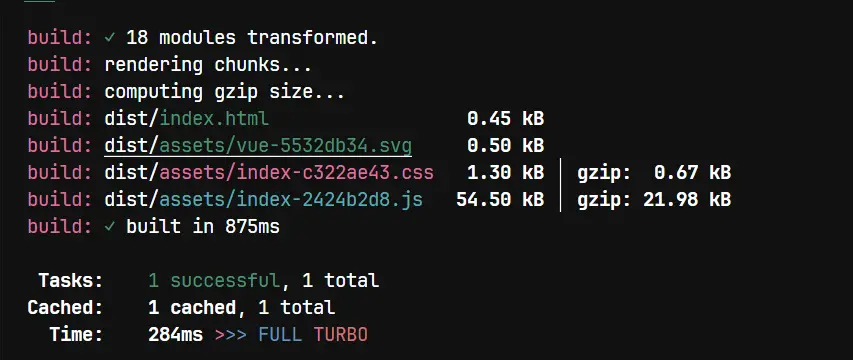 build: ✓ 18 modules transformed.
build: rendering chunks...
build: computing gzip size...
build: dist/index.html                  0.45 kB
build: dist/assets/vue-5532db34.svg     0.50 kB
build: dist/assets/index-c322ae43.css   1.30 kB │ gzip:  0.67 kB
build: dist/assets/index-2424b2d8.js   54.50 kB │ gzip: 21.98 kB
build: ✓ built in 875ms
Tasks:    1 successful, 1 total
Cached:    1 cached, 1 total
Time:    284ms >>> FULL TURBO